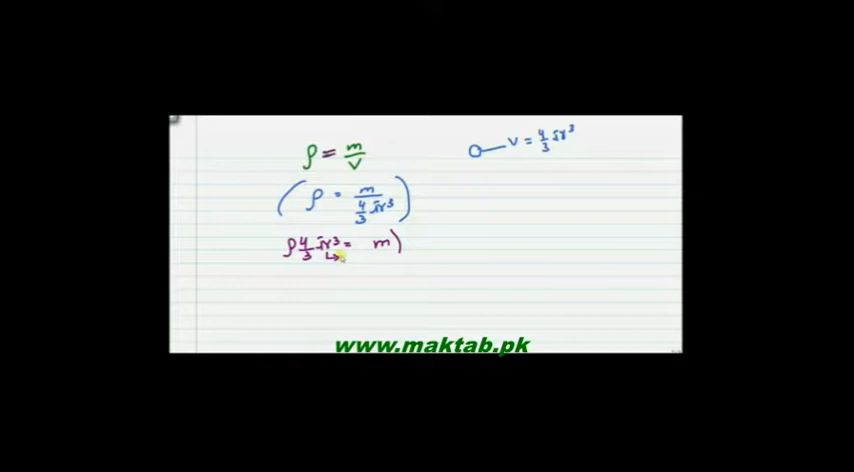 ρ = m/V
V = 4/3 πr³
(ρ = m/(4/3 πr³))
ρ 4/3 πr³ = m)
www.maktab.pk